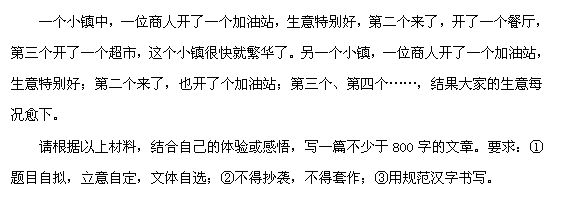 一个小镇中，一位商人开了一个加油站，生意特别好，第二个来了，开了一个餐厅，
第三个开了一个超市，这个小镇很快就繁华了。另一个小镇，一位商人开了一个加油站，
生意特别好；第二个来了，也开了个加油站；第三个、第四个……，结果大家的生意每
况愈下。
请根据以上材料，结合自己的体验或感悟，写一篇不少于 800 字的文章。要求：①
题目自拟，立意自定，文体自选；②不得抄袭，不得套作；③用规范汉字书写。